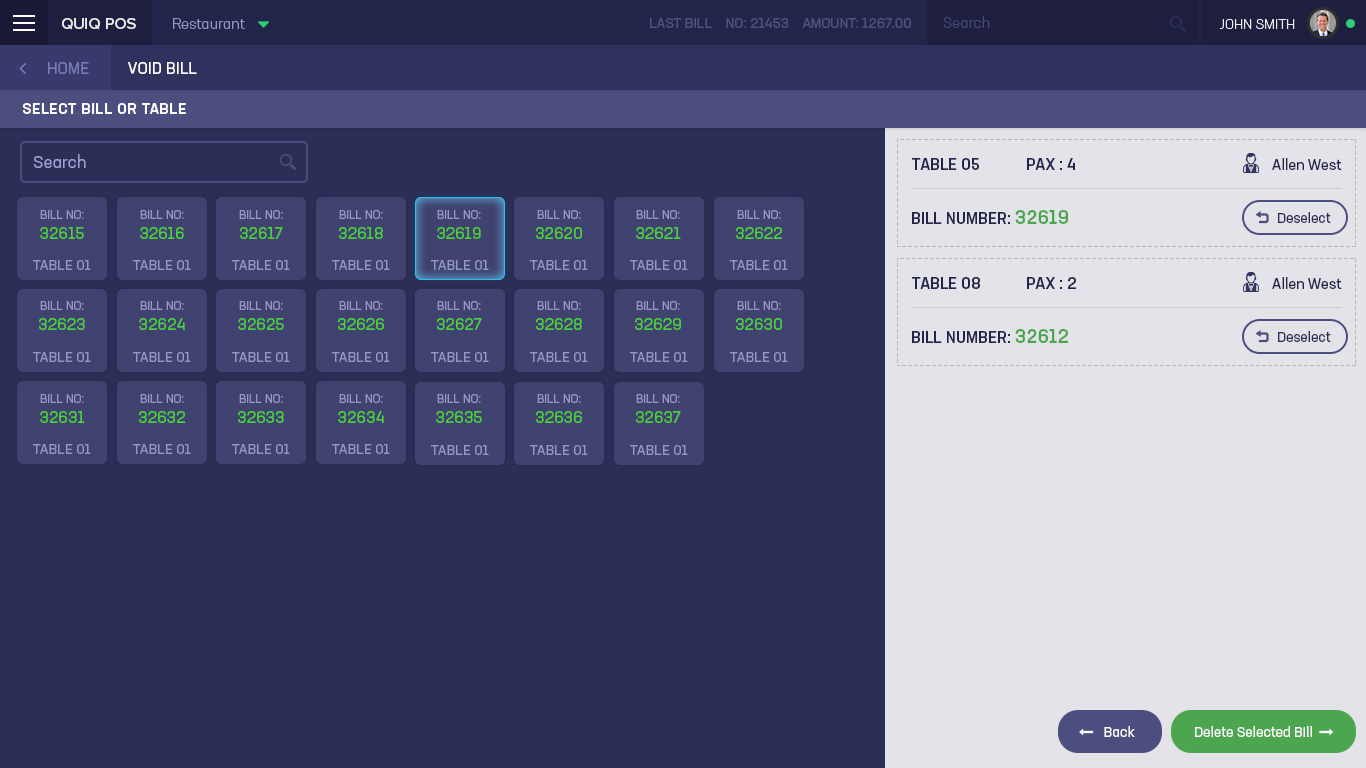 QUIQ POS Restaurant LAST BILL NO: 21453 AMOUNT: 1267.00 Search JOHN SMITH
HOME VOID BILL
SELECT BILL OR TABLE
Search
BILL NO: BILL NO: BILL NO: BILL NO: BILL NO: BILL NO: BILL NO: BILL NO:
32615 32616 32617 32618 32619 32620 32621 32622
TABLE 01 TABLE 01 TABLE 01 TABLE 01 TABLE 01 TABLE 01 TABLE 01 TABLE 01
BILL NO: BILL NO: BILL NO: BILL NO: BILL NO: BILL NO: BILL NO: BILL NO:
32623 32624 32625 32626 32627 32628 32629 32630
TABLE 01 TABLE 01 TABLE 01 TABLE 01 TABLE 01 TABLE 01 TABLE 01 TABLE 01
BILL NO: BILL NO: BILL NO: BILL NO: BILL NO: BILL NO: BILL NO:
32631 32632 32633 32634 32635 32636 32637
TABLE 01 TABLE 01 TABLE 01 TABLE 01 TABLE 01 TABLE 01 TABLE 01
TABLE 05 PAX : 4 Allen West
BILL NUMBER: 32619 Deselect
TABLE 08 PAX : 2 Allen West
BILL NUMBER: 32612 Deselect
Back Delete Selected Bill